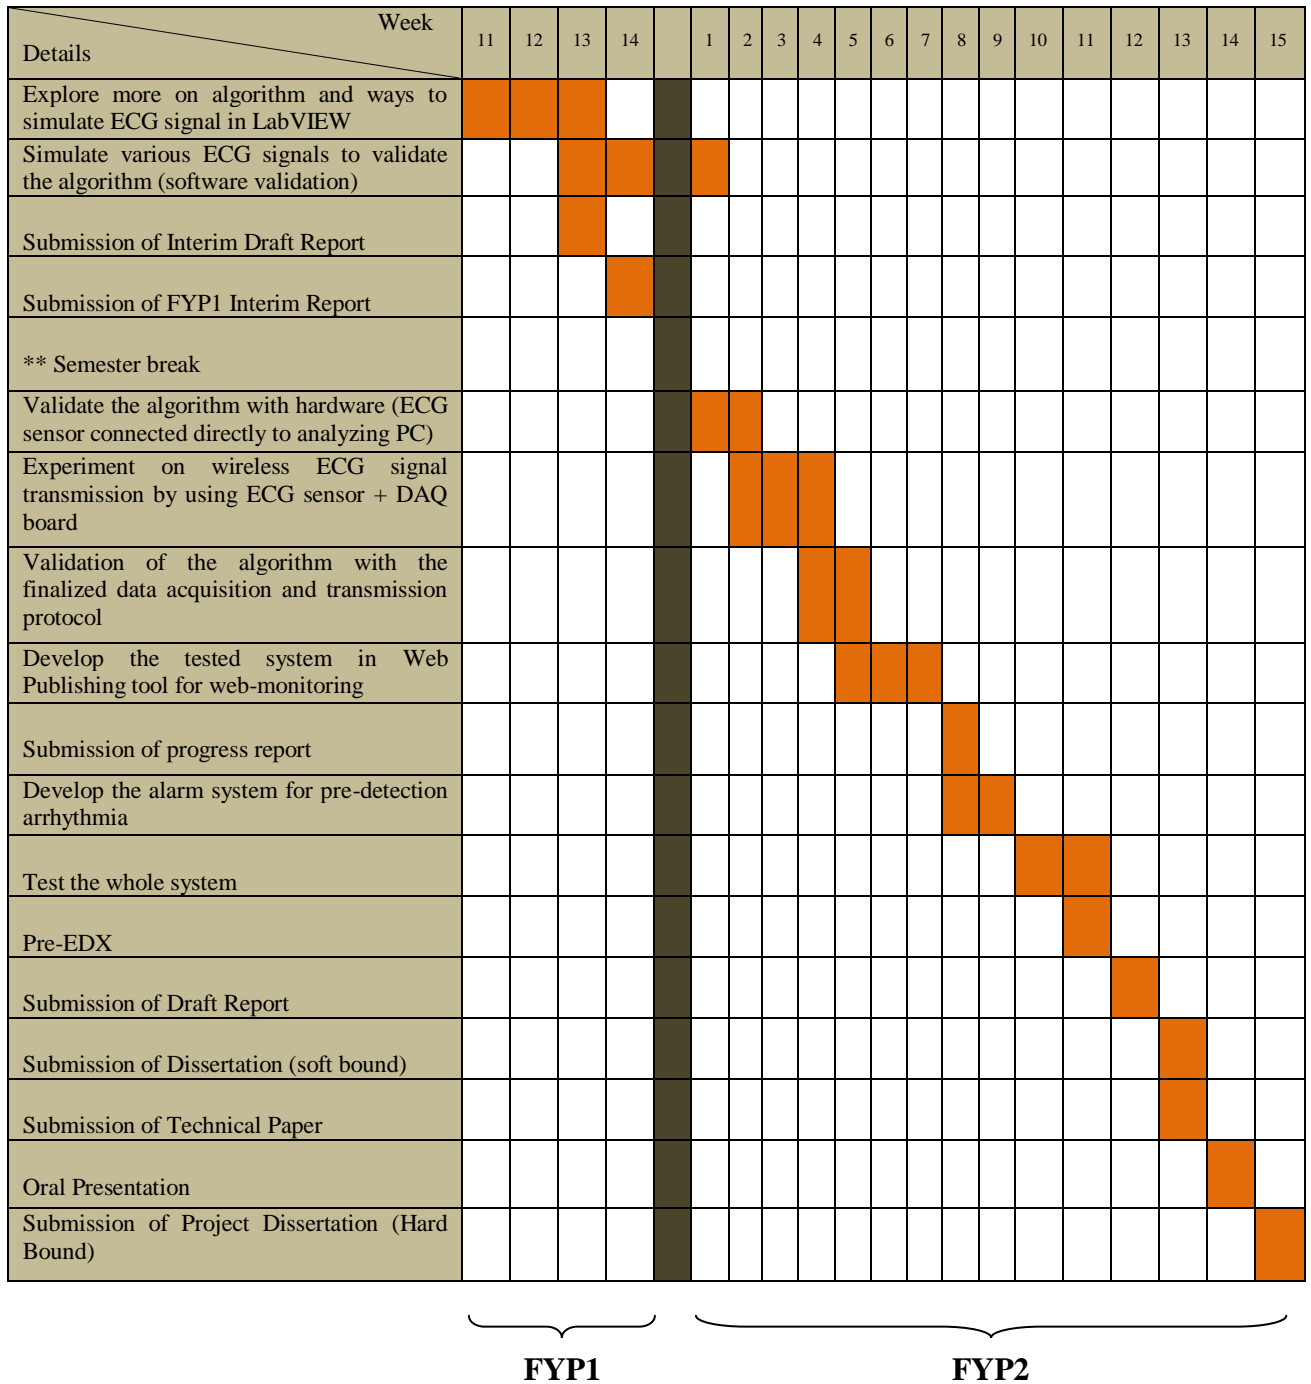 Week
Details
11 12 13 14 1 2 3 4 5 6 7 8 9 10 11 12 13 14 15
Explore more on algorithm and ways to
simulate ECG signal in LabVIEW
Simulate various ECG signals to validate
the algorithm (software validation)
Submission of Interim Draft Report
Submission of FYP1 Interim Report
** Semester break
Validate the algorithm with hardware (ECG
sensor connected directly to analyzing PC)
Experiment on wireless ECG signal
transmission by using ECG sensor + DAQ
board
Validation of the algorithm with the
finalized data acquisition and transmission
protocol
Develop the tested system in Web
Publishing tool for web-monitoring
Submission of progress report
Develop the alarm system for pre-detection
arrhythmia
Test the whole system
Pre-EDX
Submission of Draft Report
Submission of Dissertation (soft bound)
Submission of Technical Paper
Oral Presentation
Submission of Project Dissertation (Hard
Bound)
FYP1 FYP2